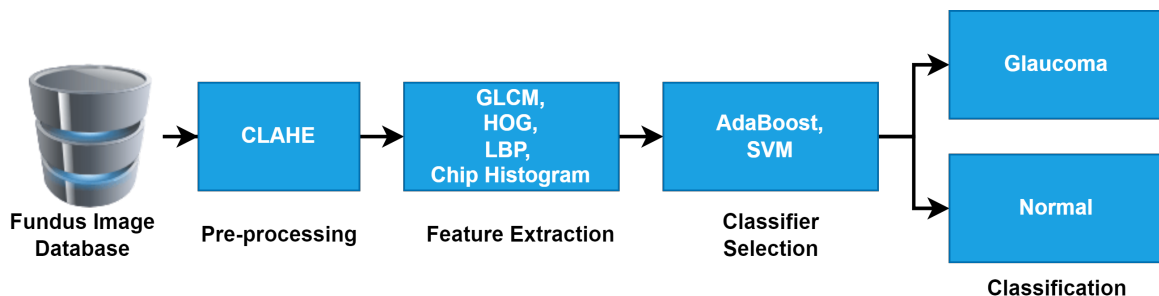 Fundus Image
Database
CLAHE
Pre-processing
GLCM,
HOG,
LBP,
Chip Histogram
Feature Extraction
AdaBoost,
SVM
Classifier
Selection
Glaucoma
Normal
Classification